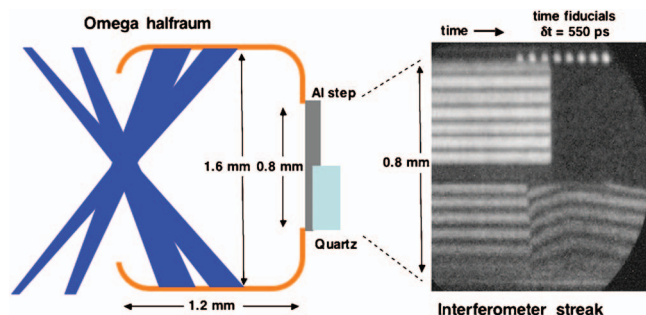 Omega halfraum
time fiducials
time
δt = 550 ps
Al step
1.6 mm
0.8 mm
0.8 mm
Quartz
1.2 mm
Interferometer streak